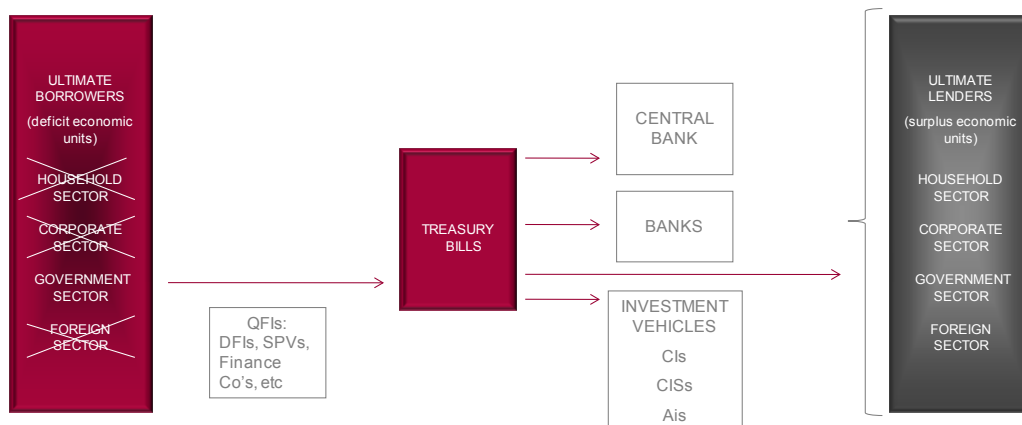 ULTIMATE
BORROWERS
(deficit economic
units)
HOUSEHOLD
SECTOR
CORPORATE
SECTOR
GOVERNMENT
SECTOR
FOREIGN
SECTOR
QFIs:
DFIs, SPVs,
Finance
Co's, etc
TREASURY
BILLS
CENTRAL
BANK
BANKS
INVESTMENT
VEHICLES
CIs
CISs
Ais
ULTIMATE
LENDERS
(surplus economic
units)
HOUSEHOLD
SECTOR
CORPORATE
SECTOR
GOVERNMENT
SECTOR
FOREIGN
SECTOR